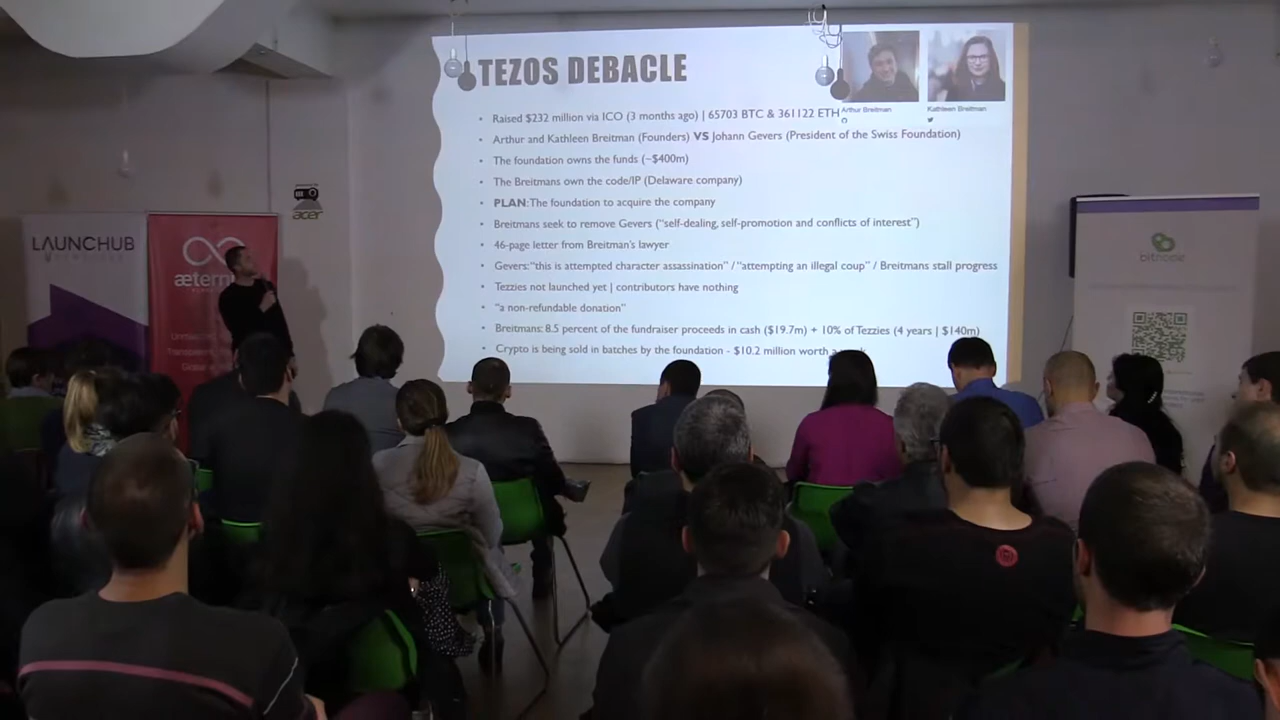 TEZOS DEBACLE
Arthur Breitman
Kathleen Breitman
• Raised $232 million via ICO (3 months ago) | 65703 BTC & 361122 ETH
• Arthur and Kathleen Breitman (Founders) VS Johann Gevers (President of the Swiss Foundation)
• The foundation owns the funds (~$400m)
• The Breitmans own the code/IP (Delaware company)
• PLAN: The foundation to acquire the company
• Breitmans seek to remove Gevers ("self-dealing, self-promotion and conflicts of interest")
• 46-page letter from Breitman's lawyer
• Gevers: "this is attempted character assassination" / "attempting an illegal coup" / Breitmans stall progress
• Tezzies not launched yet | contributors have nothing
• "a non-refundable donation"
• Breitmans: 8.5 percent of the fundraiser proceeds in cash ($19.7m) + 10% of Tezzies (4 years | $140m)
• Crypto is being sold in batches by the foundation - $10.2 million worth a
acer
LAUNCHUB
ætern
bithome